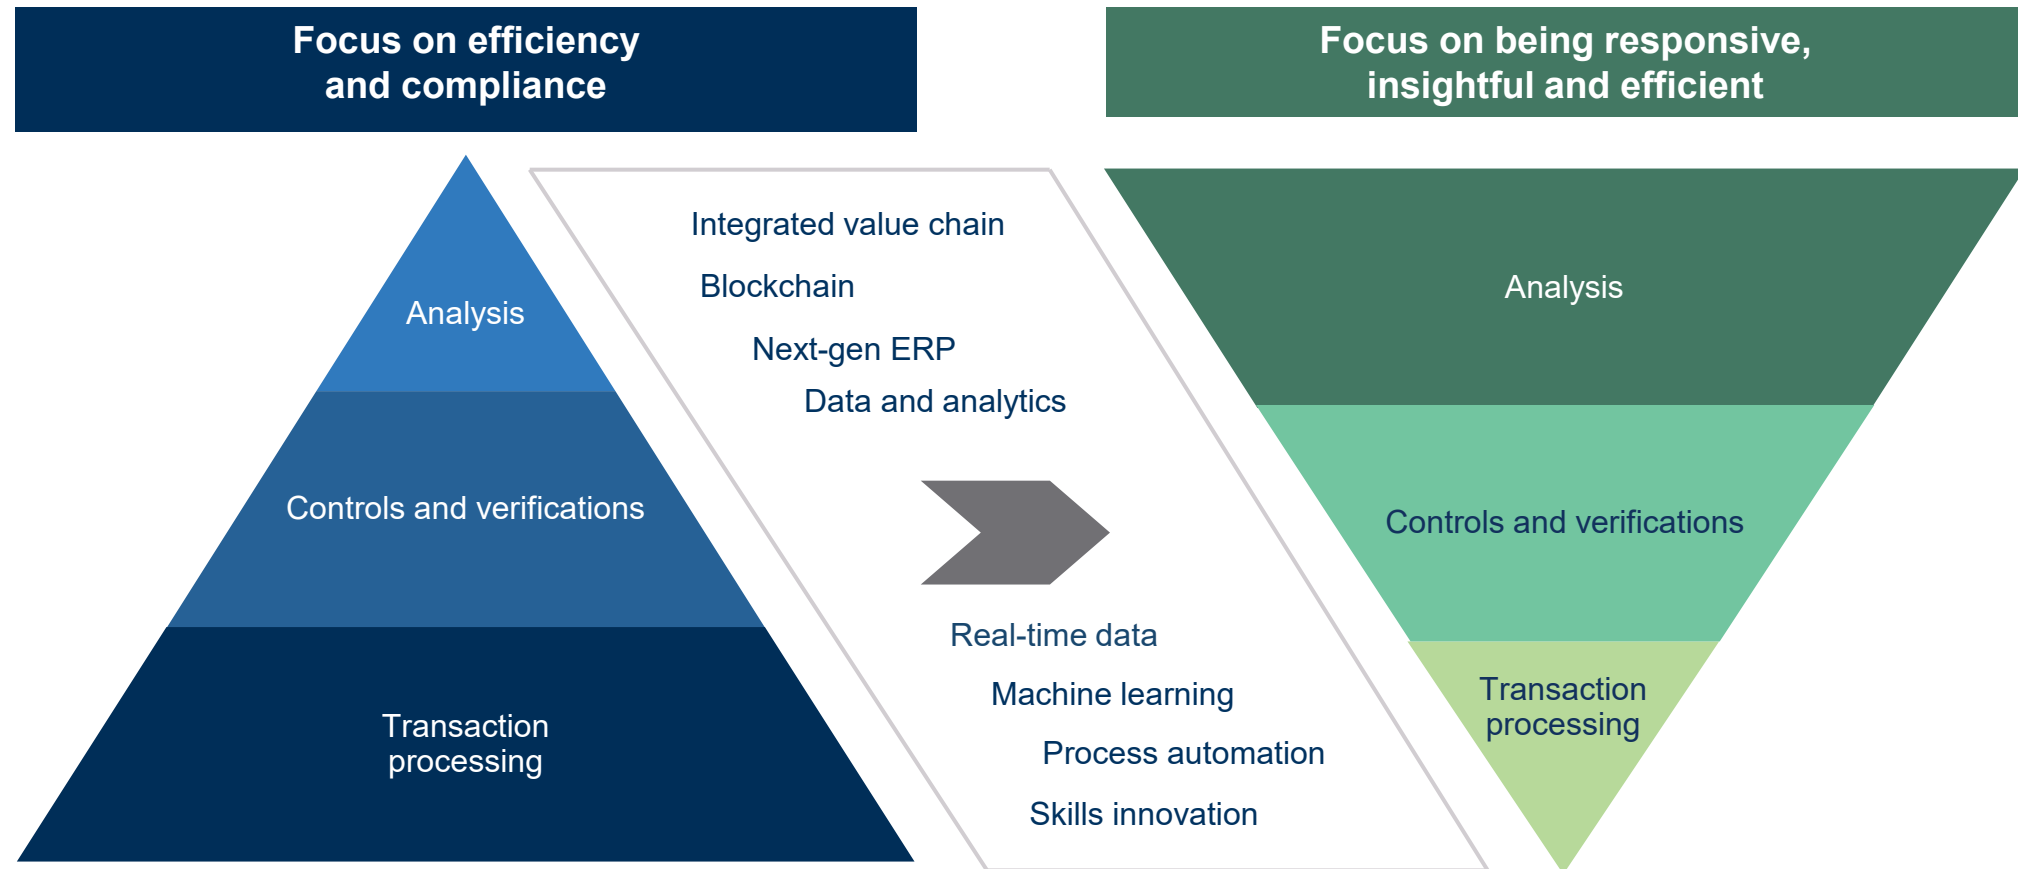 Focus on efficiency
and compliance
Focus on being responsive,
insightful and efficient
Analysis
Controls and verifications
Transaction
processing
Integrated value chain
Blockchain
Next-gen ERP
Data and analytics
Real-time data
Machine learning
Process automation
Skills innovation
Analysis
Controls and verifications
Transaction
processing